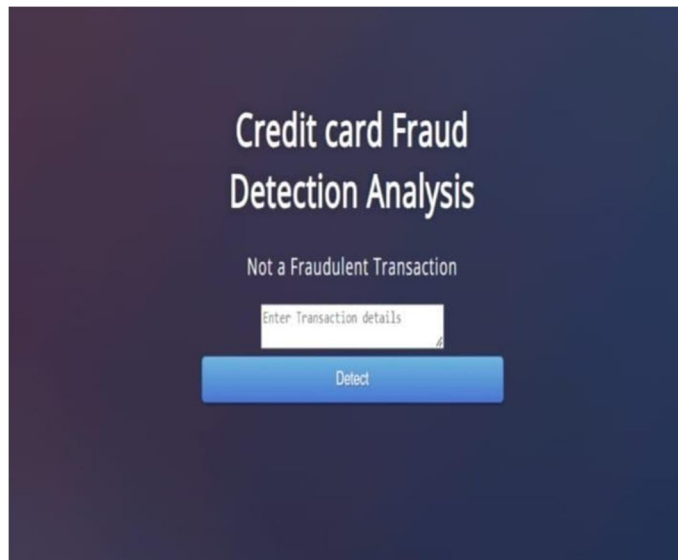 Credit card Fraud
Detection Analysis
Not a Fraudulent Transaction
Enter Transaction details
Detect